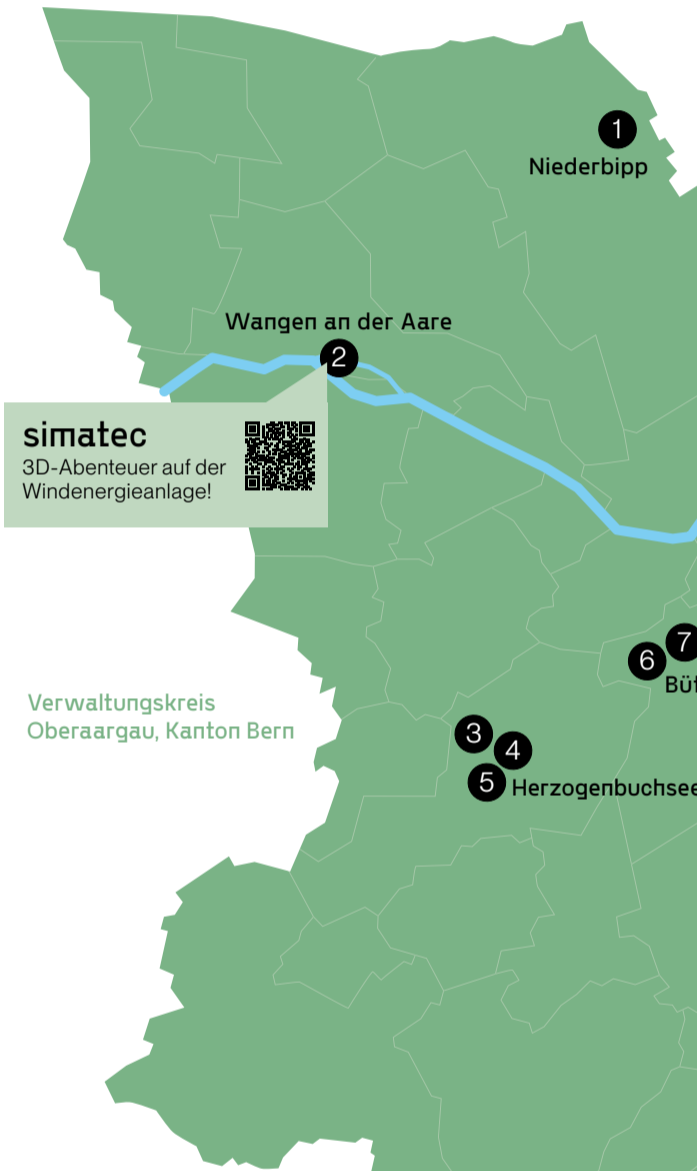 1
Niederbipp
Wangen an der Aare
2
simatec
3D-Abenteuer auf der
Windenergieanlage!
7
6
Büt
Verwaltungskreis
Oberaargau, Kanton Bern
3
4
5
Herzogenbuchsee